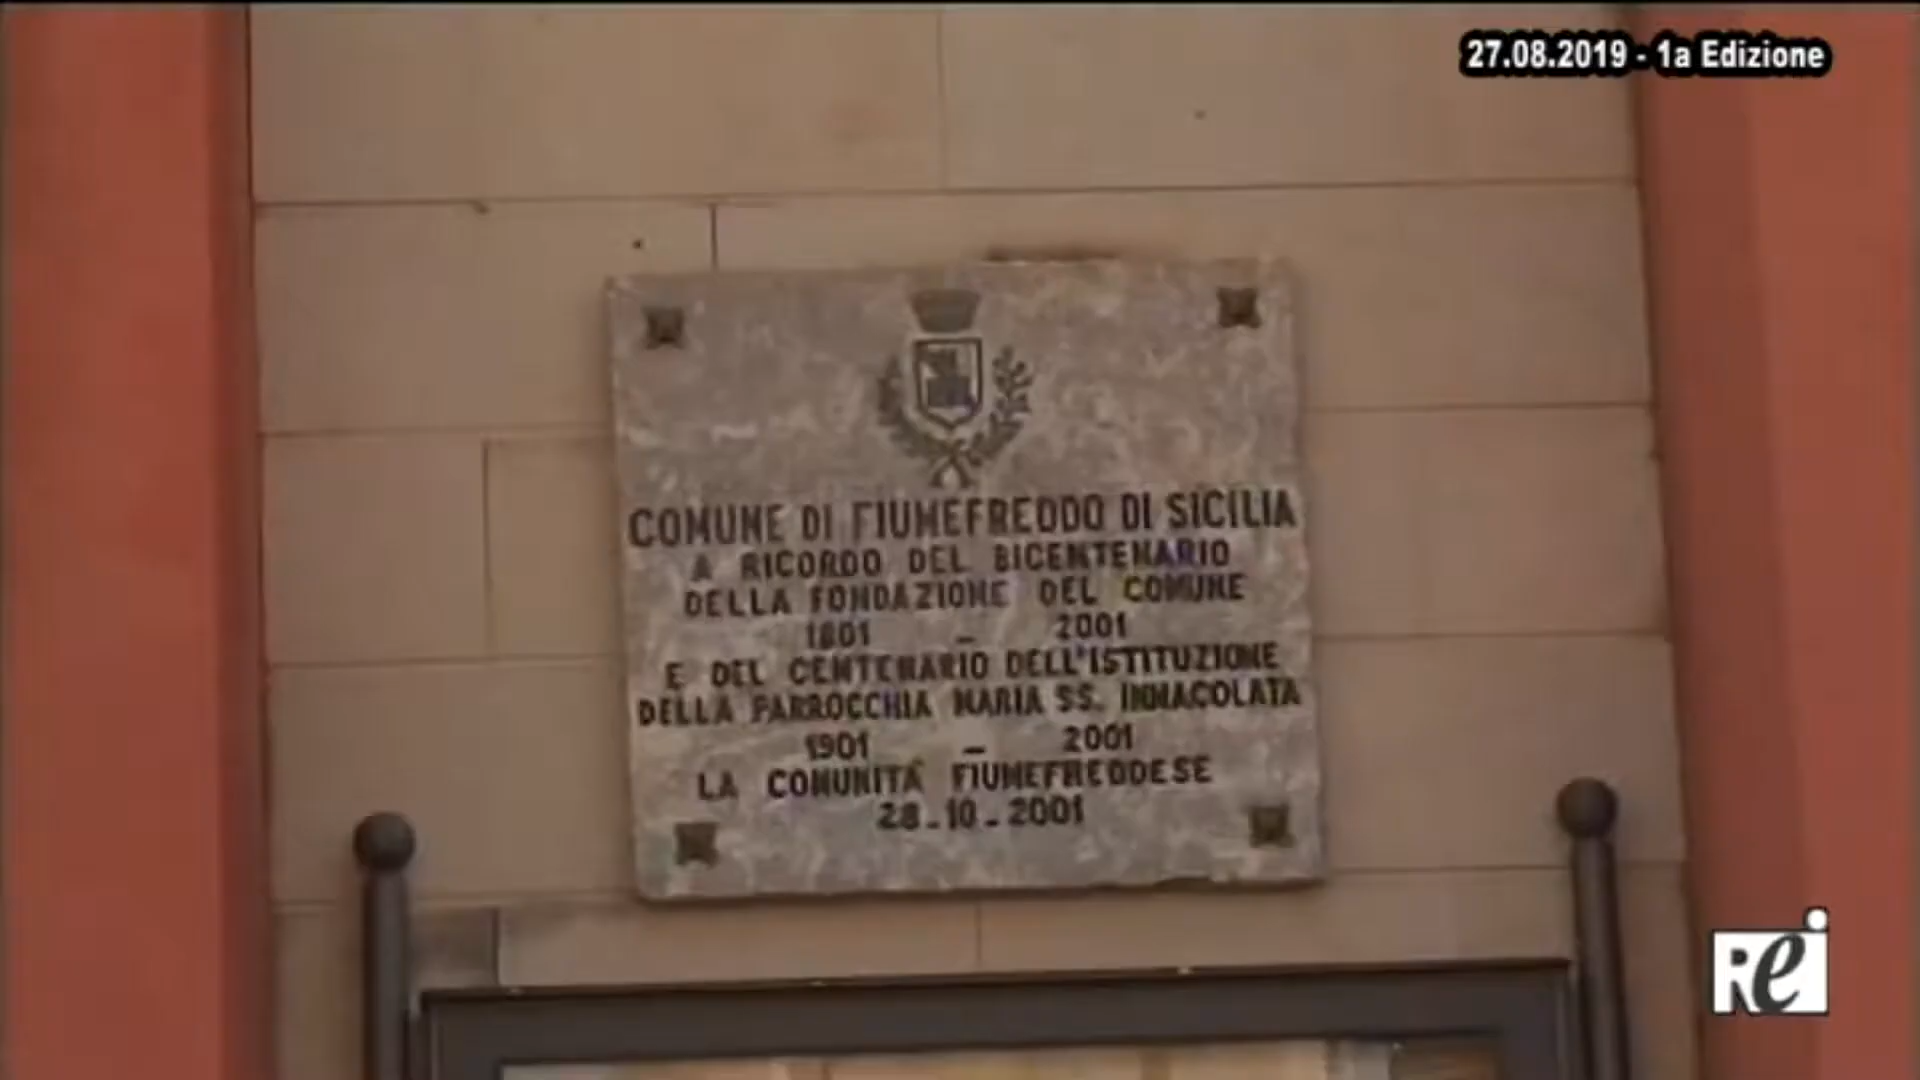 27.08.2019 - 1a Edizione
COMUNE DI FIUMEFREDDO DI SICILIA
A RICORDO DEL BICENTENARIO
DELLA FONDAZIONE DEL COMUNE
1801 - 2001
E DEL CENTENARIO DELL'ISTITUZIONE
DELLA PARROCCHIA MARIA SS. IMMACOLATA
1901 - 2001
LA COMUNITÀ FIUMEFREDDESE
28-10-2001
Rei